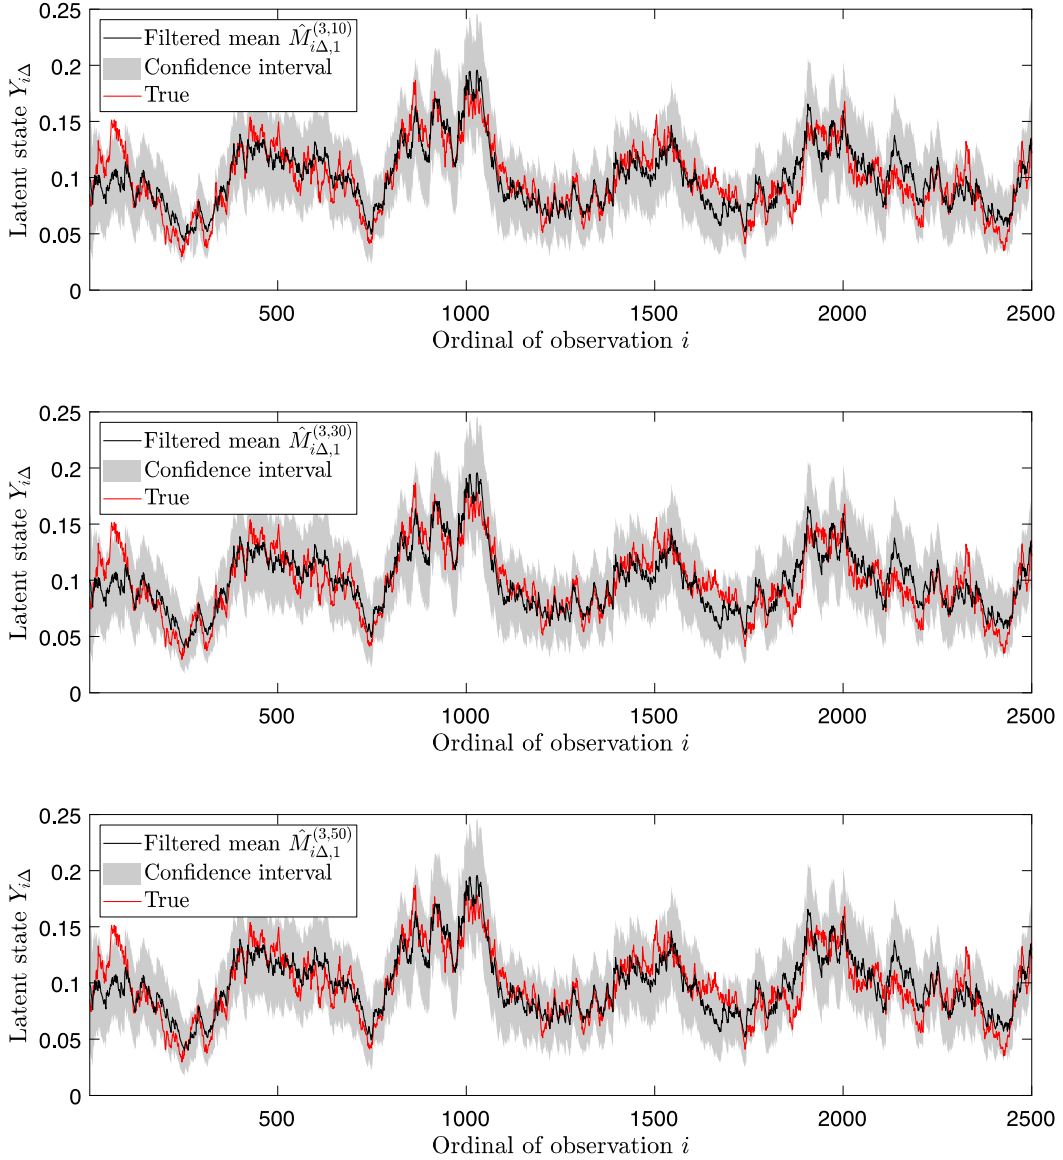 0.25
0.2
0.15
0.1
0.05
0
Latent state $Y_{i\Delta}$
Filtered mean $\hat{M}_{i\Delta,1}^{(3,10)}$
Confidence interval
True
500 1000 1500 2000 2500
Ordinal of observation $i$
0.25
0.2
0.15
0.1
0.05
0
Latent state $Y_{i\Delta}$
Filtered mean $\hat{M}_{i\Delta,1}^{(3,30)}$
Confidence interval
True
500 1000 1500 2000 2500
Ordinal of observation $i$
0.25
0.2
0.15
0.1
0.05
0
Latent state $Y_{i\Delta}$
Filtered mean $\hat{M}_{i\Delta,1}^{(3,50)}$
Confidence interval
True
500 1000 1500 2000 2500
Ordinal of observation $i$